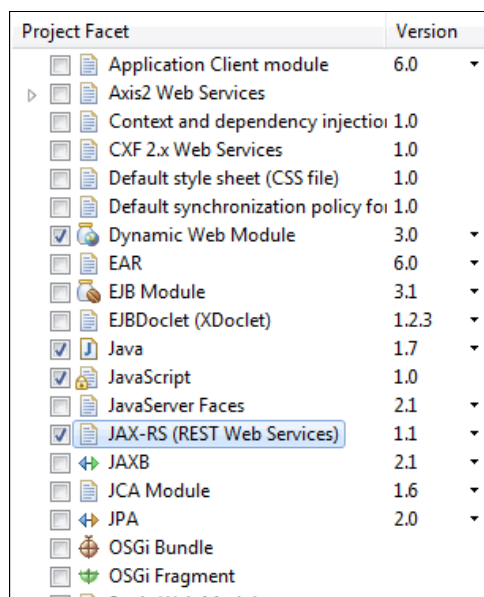 Project Facet Version
Application Client module 6.0
Axis2 Web Services
Context and dependency injection 1.0
CXF 2.x Web Services 1.0
Default style sheet (CSS file) 1.0
Default synchronization policy for 1.0
Dynamic Web Module 3.0
EAR 6.0
EJB Module 3.1
EJBDoclet (XDoclet) 1.2.3
Java 1.7
JavaScript 1.0
JavaServer Faces 2.1
JAX-RS (REST Web Services) 1.1
JAXB 2.1
JCA Module 1.6
JPA 2.0
OSGi Bundle
OSGi Fragment